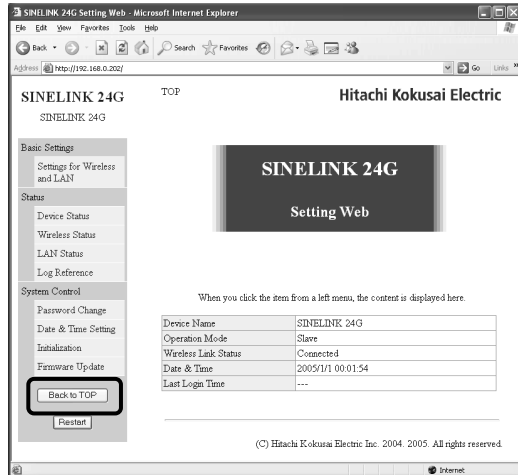 SINELINK 24G Setting Web - Microsoft Internet Explorer
File Edit View Favorites Tools Help
Back Search Favorites
Address http://192.168.0.202/ Go Links »
SINELINK 24G
SINELINK 24G
Basic Settings
Settings for Wireless
and LAN
Status
Device Status
Wireless Status
LAN Status
Log Reference
System Control
Password Change
Date & Time Setting
Initialization
Firmware Update
Back to TOP
Restart
TOP
Hitachi Kokusai Electric
SINELINK 24G
Setting Web
When you click the item from a left menu, the content is displayed here.
Device Name SINELINK 24G
Operation Mode Slave
Wireless Link Status Connected
Date & Time 2005/1/1 00:01:54
Last Login Time ---
(C) Hitachi Kokusai Electric Inc. 2004. 2005. All rights reserved.
Internet